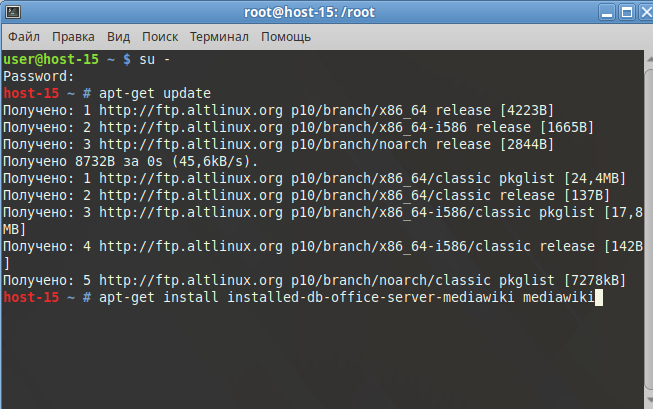 root@host-15: /root
Файл Правка Вид Поиск Терминал Помощь
user@host-15 ~ $ su -
Password:
host-15 ~ # apt-get update
Получено: 1 http://ftp.altlinux.org p10/branch/x86_64 release [4223B]
Получено: 2 http://ftp.altlinux.org p10/branch/x86_64-i586 release [1665B]
Получено: 3 http://ftp.altlinux.org p10/branch/noarch release [2844B]
Получено 8732B за 0s (45,6kB/s).
Получено: 1 http://ftp.altlinux.org p10/branch/x86_64/classic pkglist [24,4MB]
Получено: 2 http://ftp.altlinux.org p10/branch/x86_64/classic release [137B]
Получено: 3 http://ftp.altlinux.org p10/branch/x86_64-i586/classic pkglist [17,8
MB]
Получено: 4 http://ftp.altlinux.org p10/branch/x86_64-i586/classic release [142B
]
Получено: 5 http://ftp.altlinux.org p10/branch/noarch/classic pkglist [7278kB]
host-15 ~ # apt-get install installed-db-office-server-mediawiki mediawiki